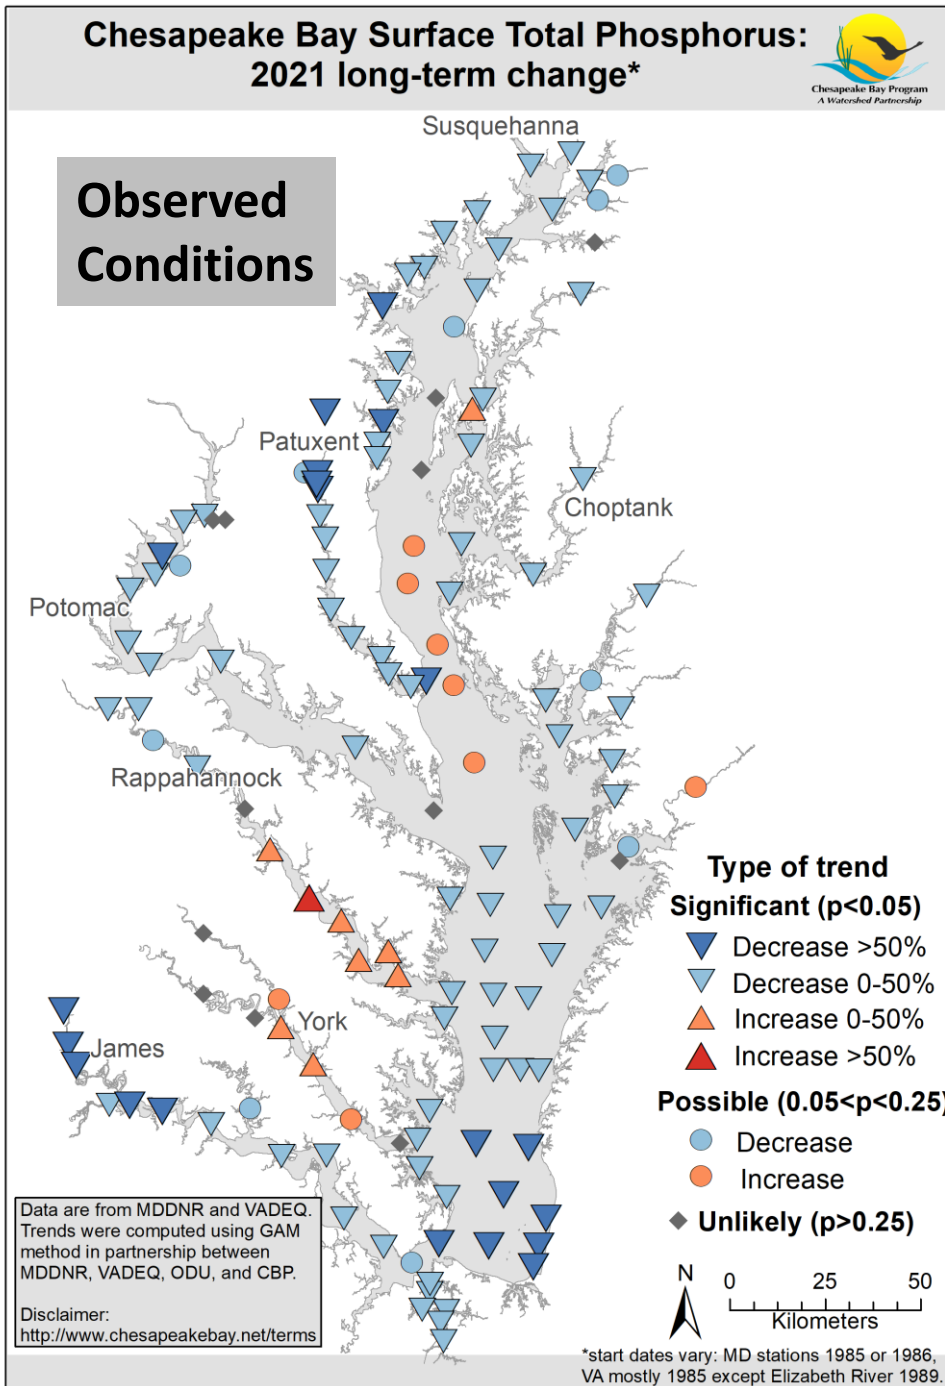 Chesapeake Bay Surface Total Phosphorus:
2021 long-term change*
Chesapeake Bay Program
A Watershed Partnership
Susquehanna
Observed
Conditions
Patuxent
Choptank
Potomac
Rappahannock
York
James
Type of trend
Significant (p<0.05)
Decrease >50%
Decrease 0-50%
Increase 0-50%
Increase >50%
Possible (0.05<p<0.25)
Decrease
Increase
Unlikely (p>0.25)
N
0 25 50
Kilometers
Data are from MDDNR and VADEQ.
Trends were computed using GAM
method in partnership between
MDDNR, VADEQ, ODU, and CBP.
Disclaimer:
http://www.chesapeakebay.net/terms
*start dates vary: MD stations 1985 or 1986,
VA mostly 1985 except Elizabeth River 1989.